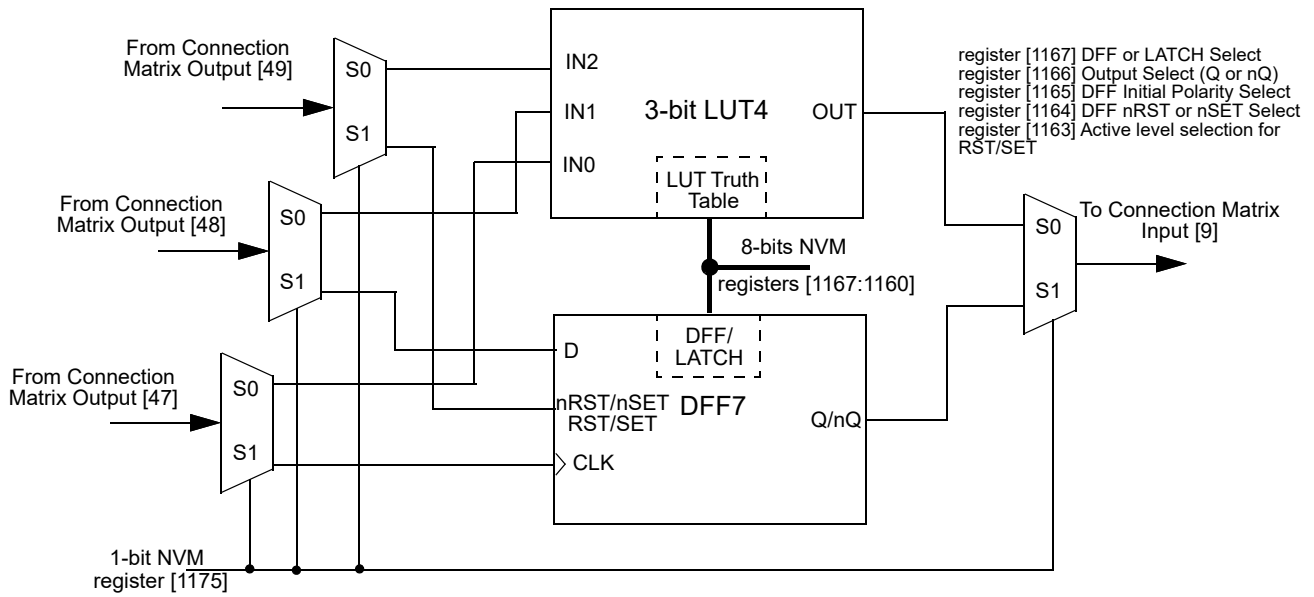 From Connection
Matrix Output [49]
S0
S1
IN2
IN1
IN0
3-bit LUT4
OUT
LUT Truth
Table
register [1167] DFF or LATCH Select
register [1166] Output Select (Q or nQ)
register [1165] DFF Initial Polarity Select
register [1164] DFF nRST or nSET Select
register [1163] Active level selection for
RST/SET
From Connection
Matrix Output [48]
S0
S1
To Connection Matrix
Input [9]
S0
S1
8-bits NVM
registers [1167:1160]
From Connection
Matrix Output [47]
S0
S1
DFF/
LATCH
D
nRST/nSET
RST/SET
DFF7
Q/nQ
CLK
1-bit NVM
register [1175]